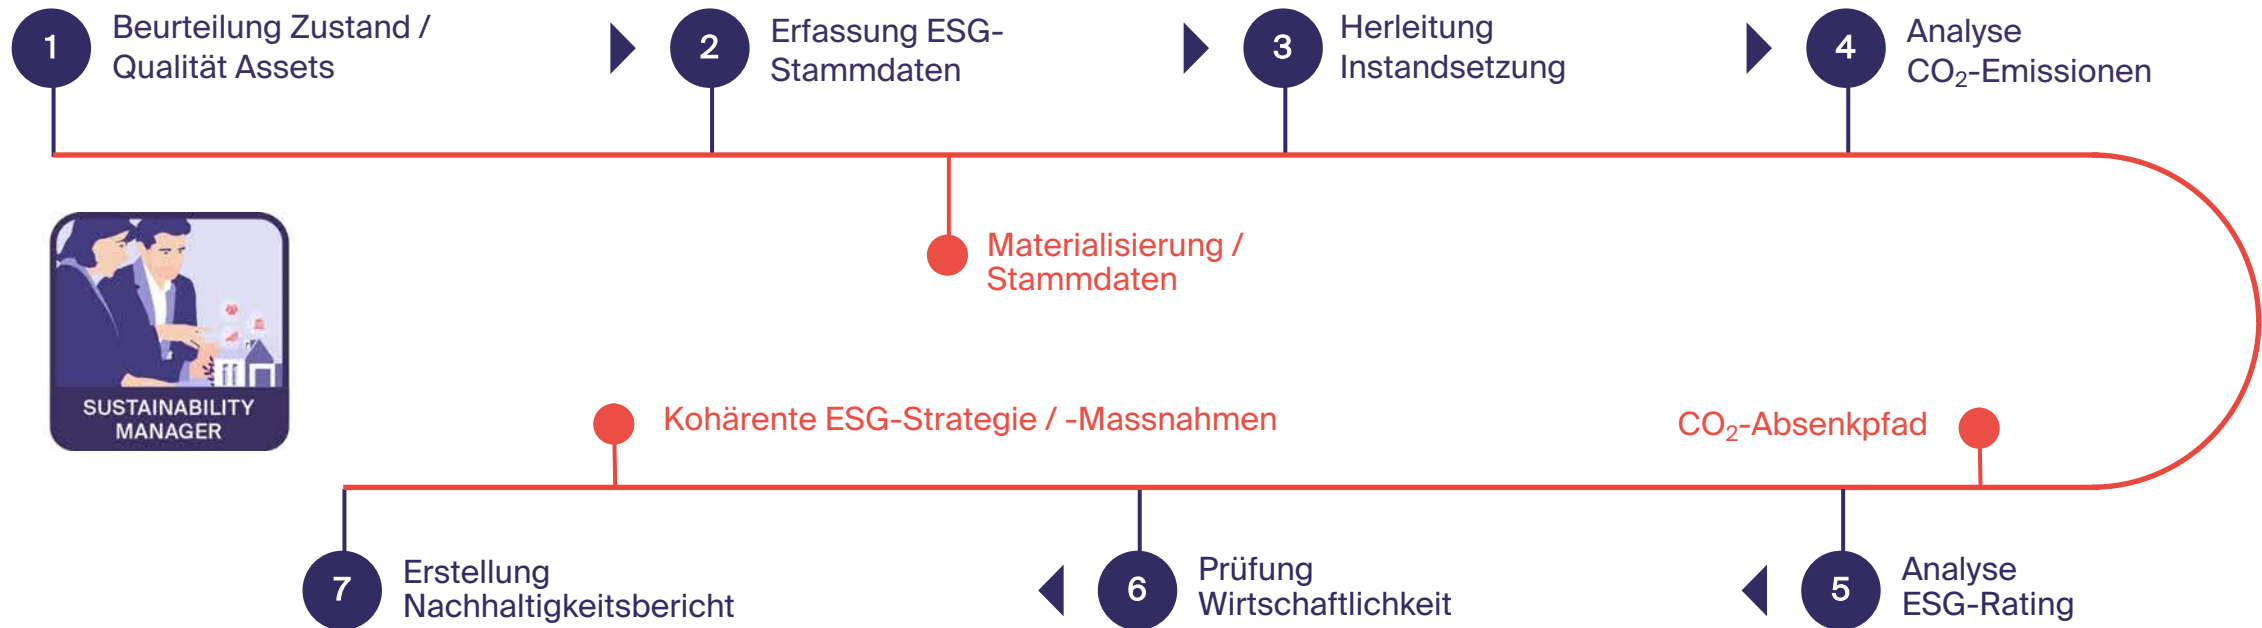 1
Beurteilung Zustand /
Qualität Assets
2
Erfassung ESG-
Stammdaten
3
Herleitung
Instandsetzung
4
Analyse
CO₂-Emissionen
Materialisierung /
Stammdaten
SUSTAINABILITY
MANAGER
Kohärente ESG-Strategie / -Massnahmen
CO₂-Absenkpfad
5
Analyse
ESG-Rating
6
Prüfung
Wirtschaftlichkeit
7
Erstellung
Nachhaltigkeitsbericht